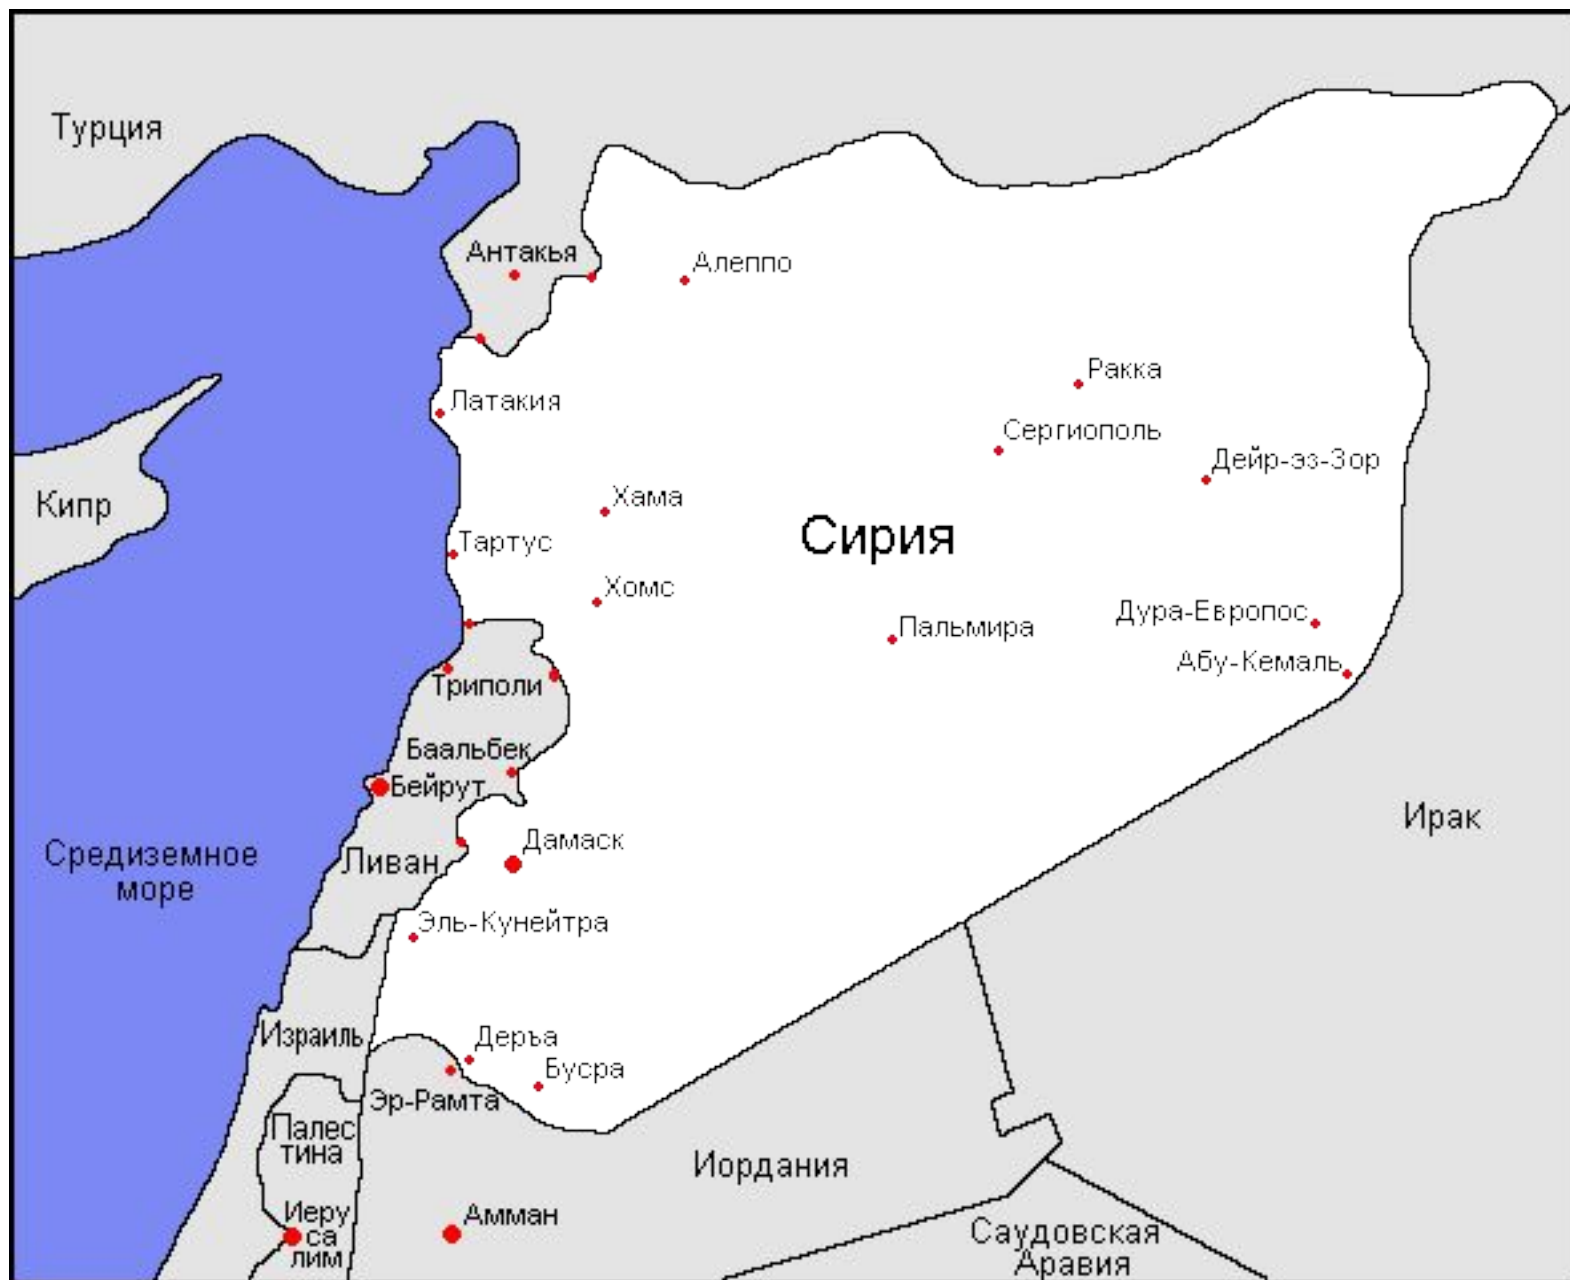 Турция
Антакья
Алеппо
Ракка
Латакия
Сергиополь
Дейр-эз-Зор
Кипр
Хама
Сирия
Тартус
Хомс
Дура-Европос
Пальмира
Абу-Кемаль
Триполи
Баальбек
Бейрут
Ирак
Дамаск
Средиземное
море
Ливан
Эль-Кунейтра
Израиль
Деръа
Бусра
Эр-Рамта
Палес
тина
Иордания
Иеру
са
лим
Амман
Саудовская
Аравия